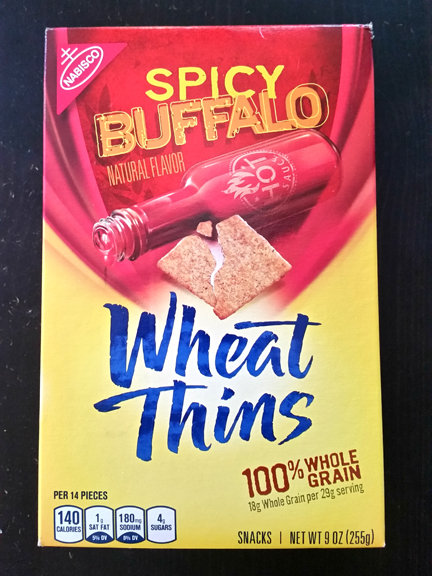 NABISCO
SPICY
BUFFALO
NATURAL FLAVOR
HOT
SAUCE
Wheat
Thins
100% WHOLE
GRAIN
18g Whole Grain per 29g serving
PER 14 PIECES
140
CALORIES
1g
SAT FAT
5% DV
180mg
SODIUM
8% DV
4g
SUGARS
SNACKS | NET WT 9 OZ (255g)